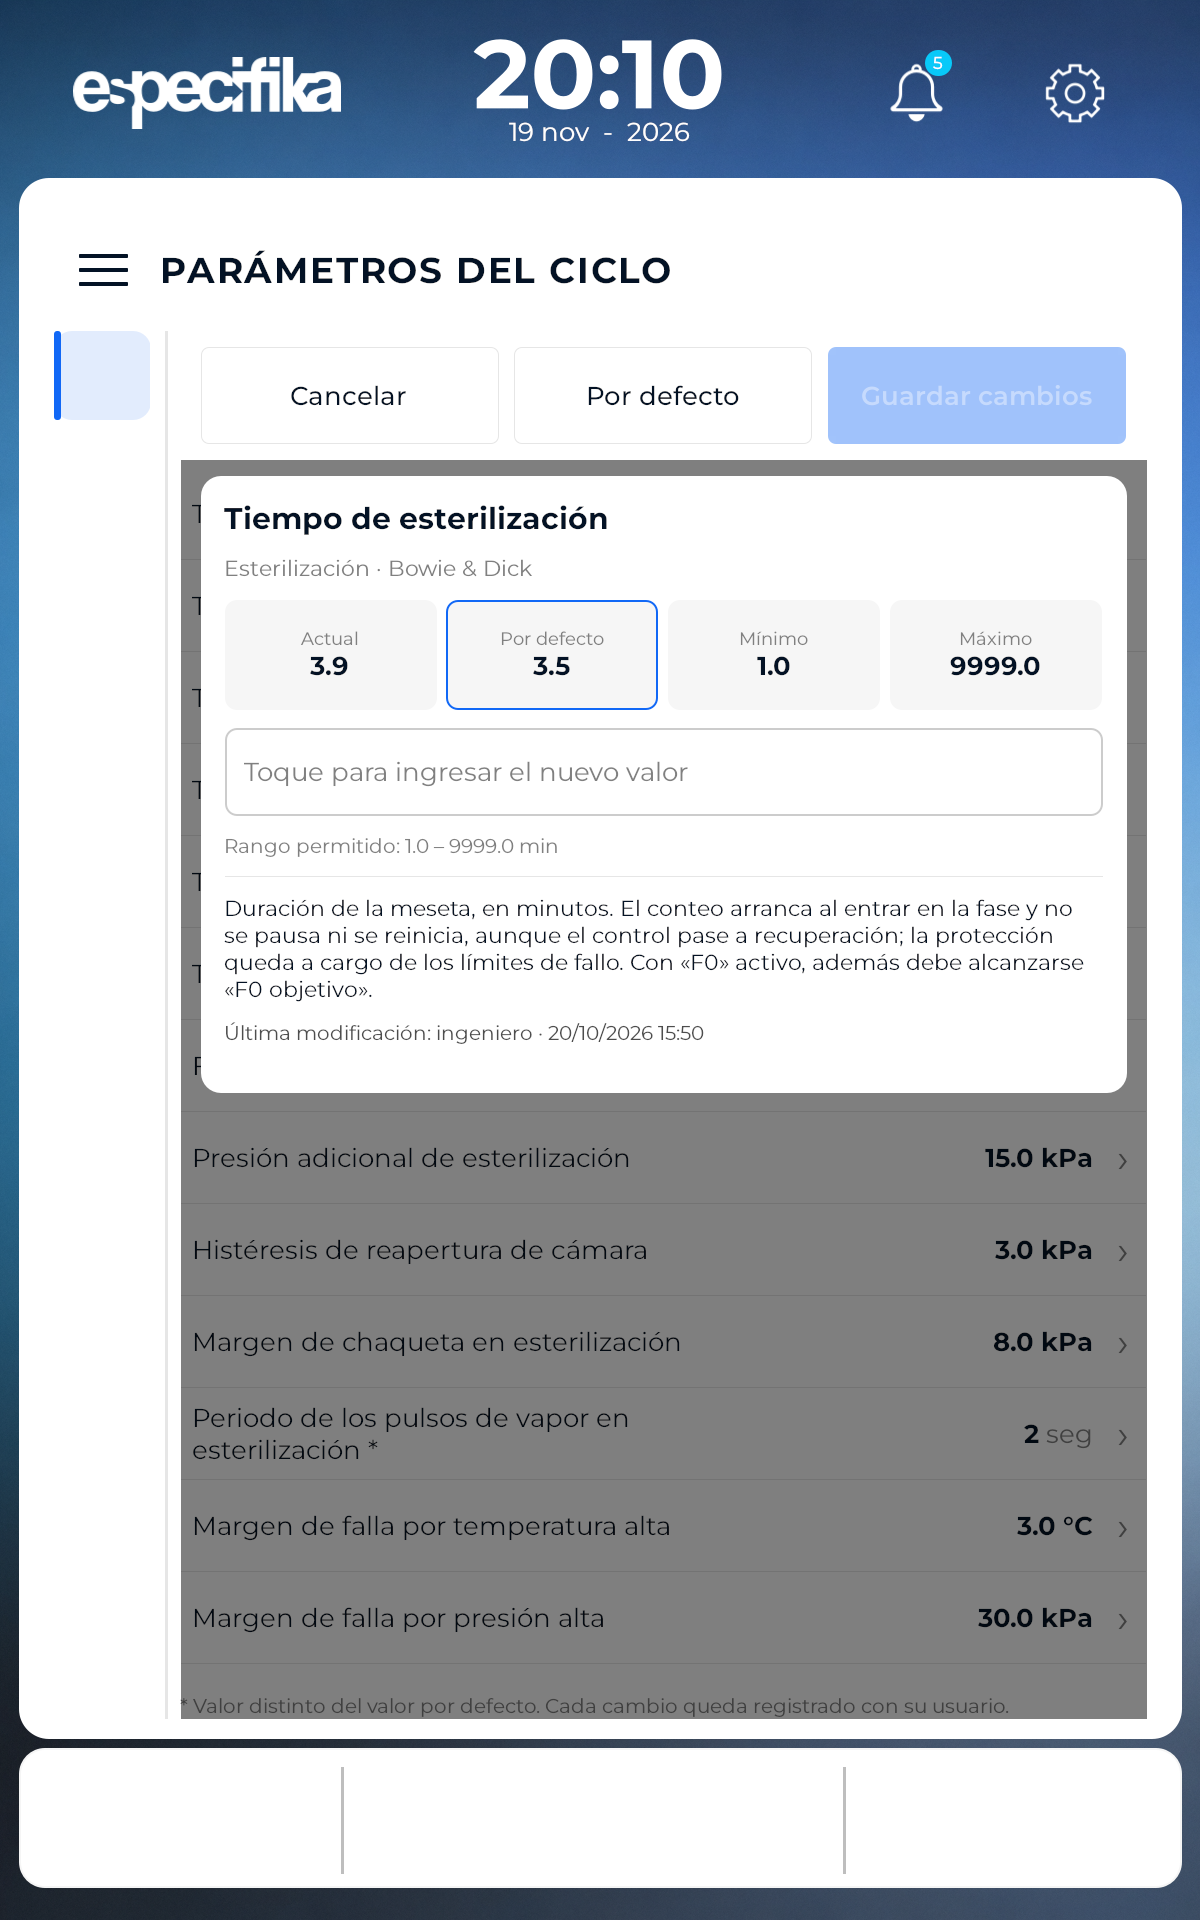 especifika
20:10
19 nov - 2026
5
PARÁMETROS DEL CICLO
Cancelar
Por defecto
Guardar cambios
Tiempo de esterilización
Esterilización · Bowie & Dick
Actual
3.9
Por defecto
3.5
Mínimo
1.0
Máximo
9999.0
Toque para ingresar el nuevo valor
Rango permitido: 1.0 – 9999.0 min
Duración de la meseta, en minutos. El conteo arranca al entrar en la fase y no
se pausa ni se reinicia, aunque el control pase a recuperación; la protección
queda a cargo de los límites de fallo. Con «F0» activo, además debe alcanzarse
«F0 objetivo».
Última modificación: ingeniero · 20/10/2026 15:50
Presión adicional de esterilización 15.0 kPa ›
Histéresis de reapertura de cámara 3.0 kPa ›
Margen de chaqueta en esterilización 8.0 kPa ›
Periodo de los pulsos de vapor en
esterilización * 2 seg ›
Margen de falla por temperatura alta 3.0 °C ›
Margen de falla por presión alta 30.0 kPa ›
* Valor distinto del valor por defecto. Cada cambio queda registrado con su usuario.